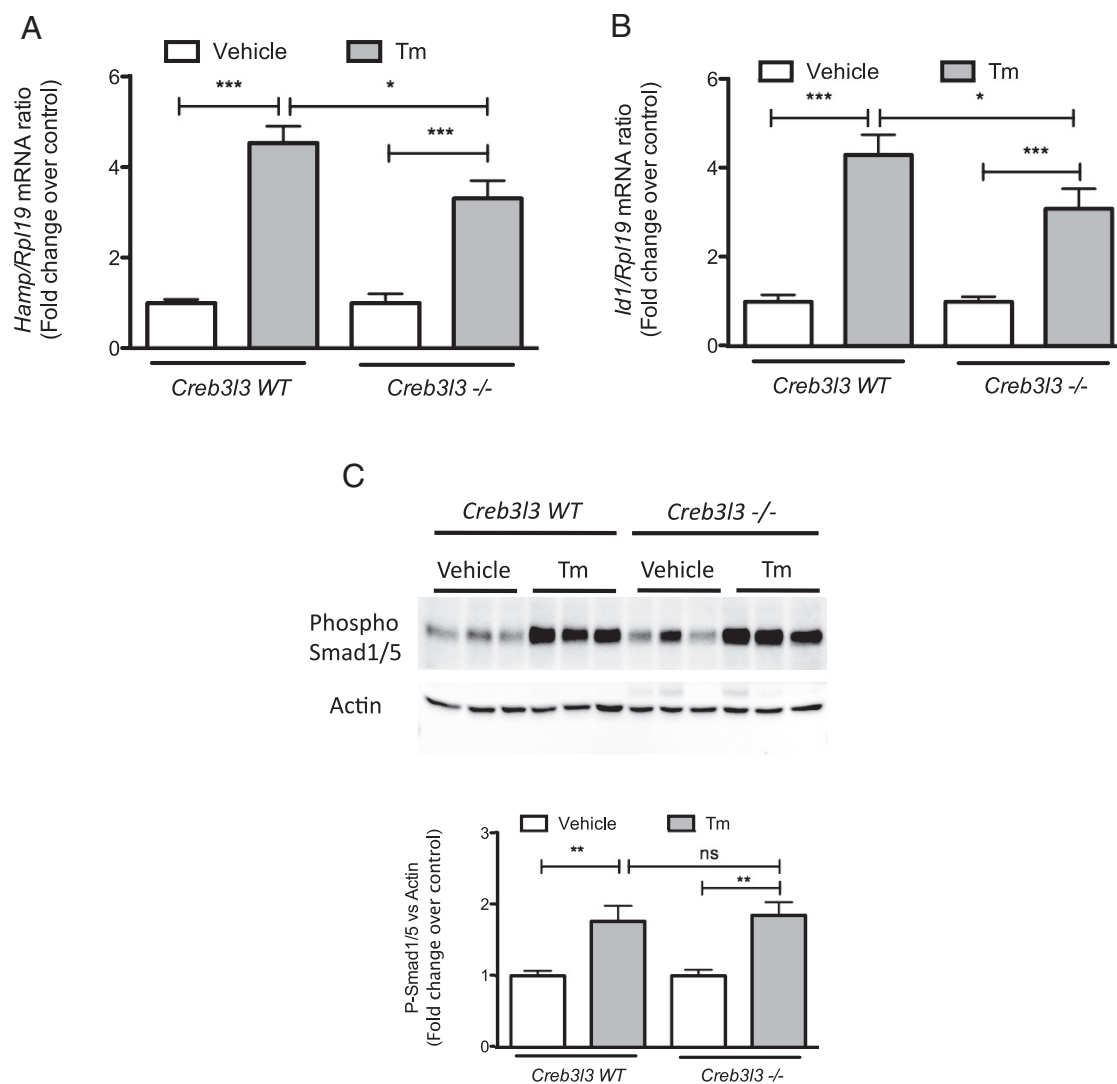 A
Vehicle
Tm
Hamp/Rpl19 mRNA ratio
(Fold change over control)
6
4
2
0
***
*
***
Creb3l3 WT
Creb3l3 -/-
B
Vehicle
Tm
Id1/Rpl19 mRNA ratio
(Fold change over control)
6
4
2
0
***
*
***
Creb3l3 WT
Creb3l3 -/-
C
Creb3l3 WT
Creb3l3 -/-
Vehicle
Tm
Vehicle
Tm
Phospho
Smad1/5
Actin
Vehicle
Tm
P-Smad1/5 vs Actin
(Fold change over control)
3
2
1
0
**
ns
**
Creb3l3 WT
Creb3l3 -/-